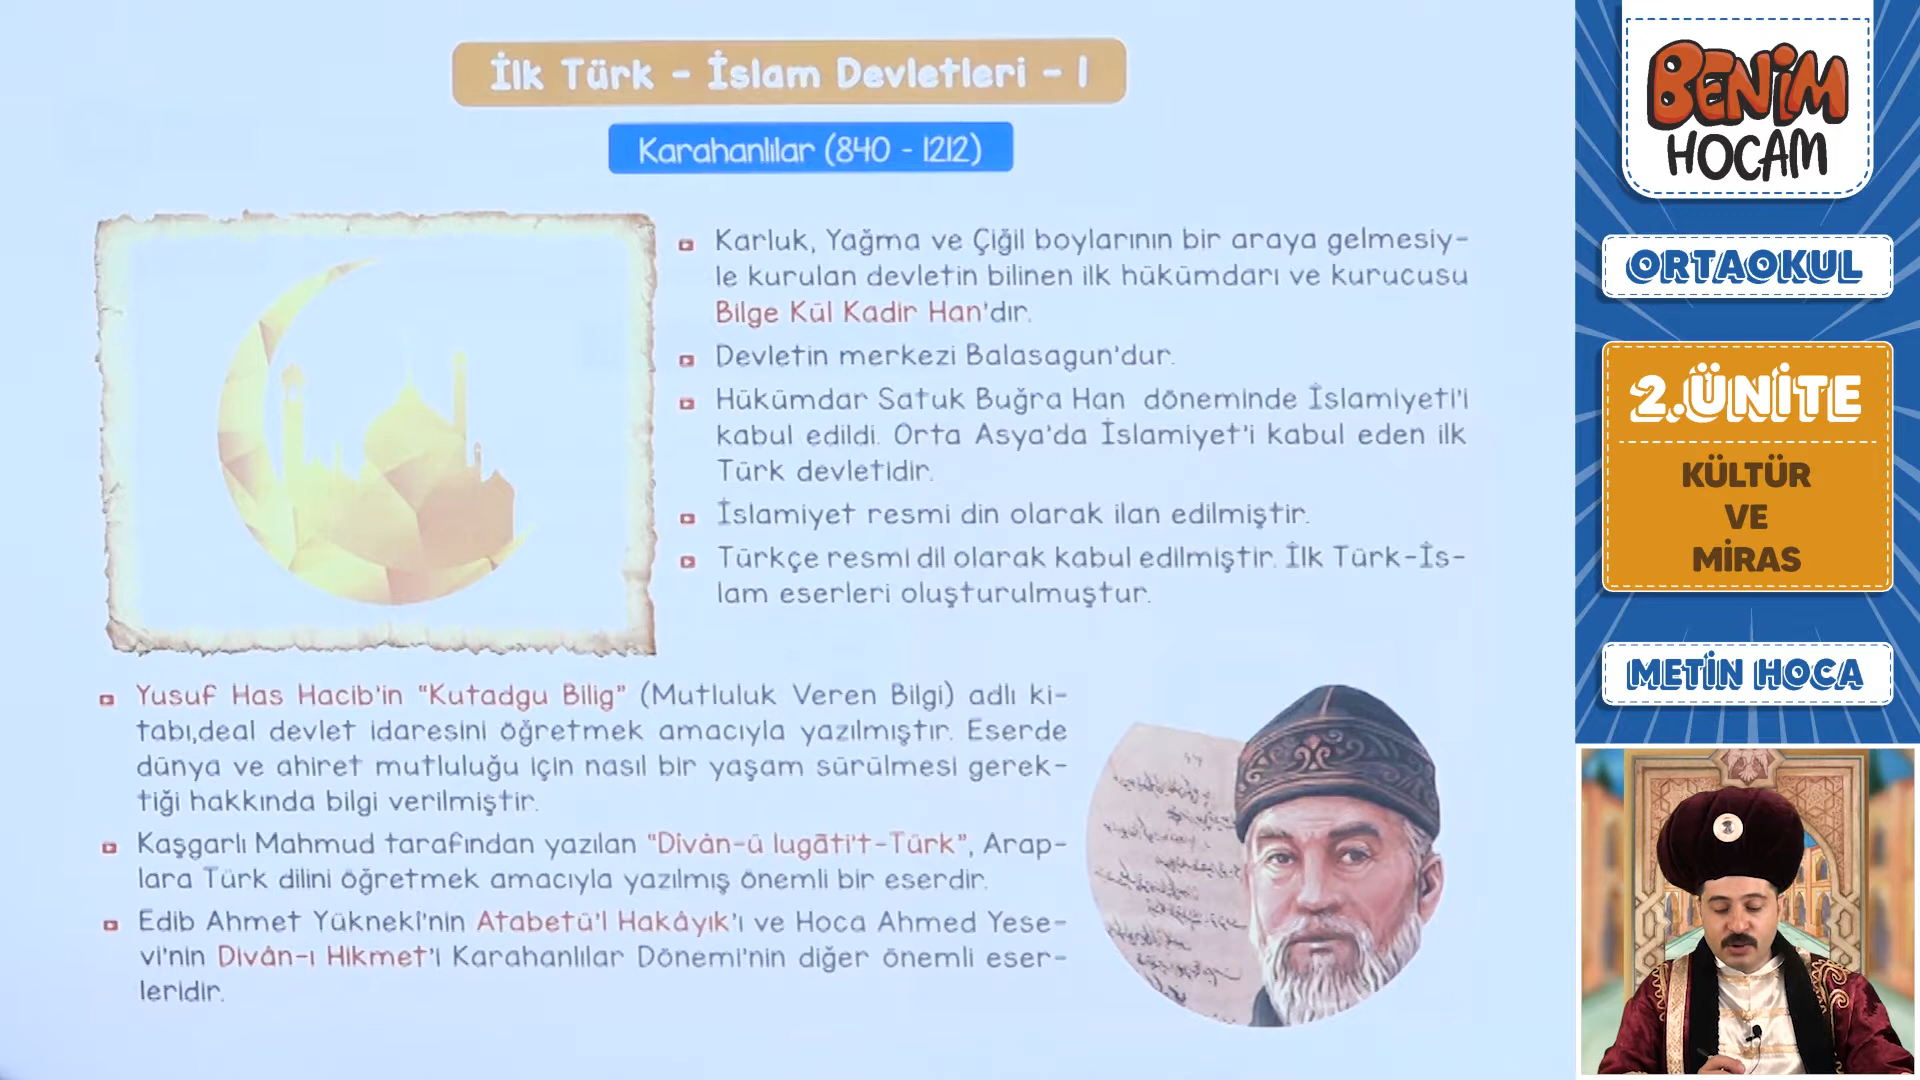 İlk Türk - İslam Devletleri - I
Karahanlılar (840 - 1212)
Karluk, Yağma ve Çiğil boylarının bir araya gelmesiy-
le kurulan devletin bilinen ilk hükümdarı ve kurucusu
Bilge Kül Kadir Han'dır.
Devletin merkezi Balasagun'dur.
Hükümdar Satuk Buğra Han döneminde İslamiyeti'i
kabul edildi. Orta Asya'da İslamiyet'i kabul eden ilk
Türk devletidir.
İslamiyet resmi din olarak ilan edilmiştir.
Türkçe resmi dil olarak kabul edilmiştir. İlk Türk-İs-
lam eserleri oluşturulmuştur.
Yusuf Has Hacib'in "Kutadgu Bilig" (Mutluluk Veren Bilgi) adlı ki-
tabı,deal devlet idaresini öğretmek amacıyla yazılmıştır. Eserde
dünya ve ahiret mutluluğu için nasıl bir yaşam sürülmesi gerek-
tiği hakkında bilgi verilmiştir.
Kaşgarlı Mahmud tarafından yazılan "Divân-ü lugāti't-Türk", Arap-
lara Türk dilini öğretmek amacıyla yazılmış önemli bir eserdir.
Edib Ahmet Yüknekî'nin Atabetü'l Hakâyık'ı ve Hoca Ahmed Yese-
vi'nin Divân-ı Hikmet'i Karahanlılar Dönemi'nin diğer önemli eser-
leridir.
BENİM
HOCAM
ORTAOKUL
2.ÜNİTE
KÜLTÜR
VE
MİRAS
METİN HOCA